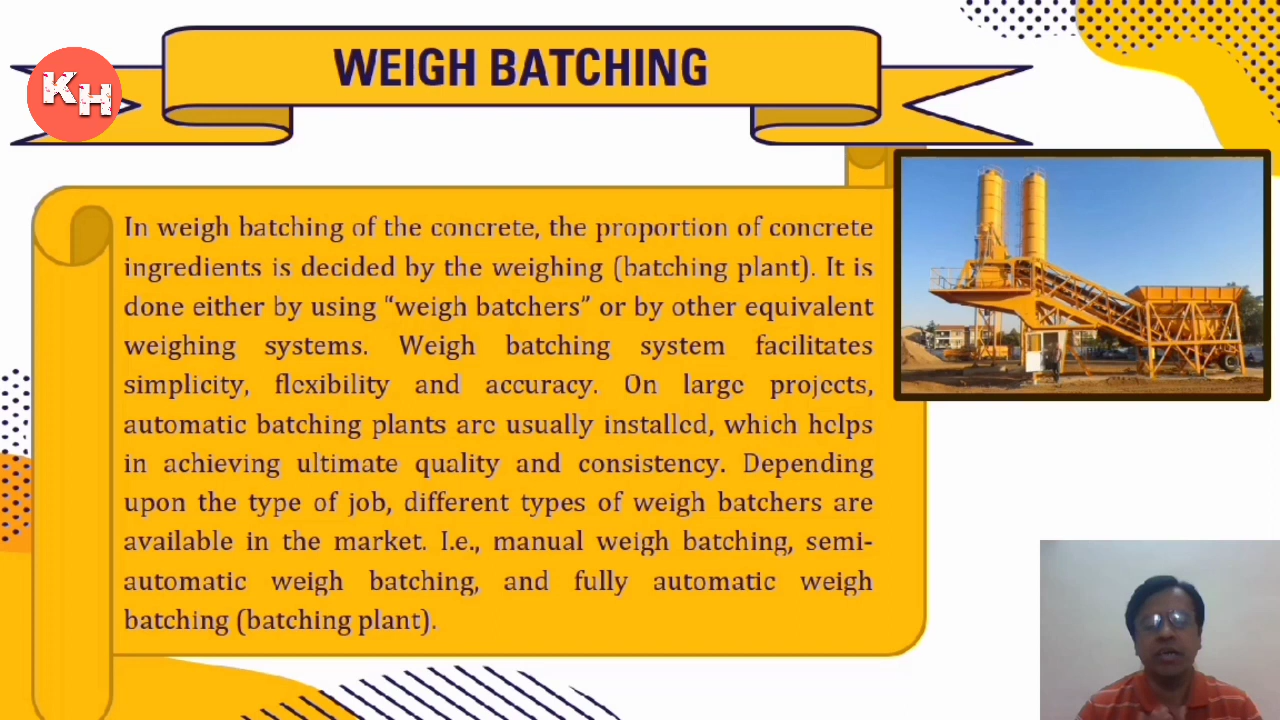 WEIGH BATCHING
KH
In weigh batching of the concrete, the proportion of concrete
ingredients is decided by the weighing (batching plant). It is
done either by using “weigh batchers” or by other equivalent
weighing systems. Weigh batching system facilitates
simplicity, flexibility and accuracy. On large projects,
automatic batching plants are usually installed, which helps
in achieving ultimate quality and consistency. Depending
upon the type of job, different types of weigh batchers are
available in the market. I.e., manual weigh batching, semi-
automatic weigh batching, and fully automatic weigh
batching (batching plant).